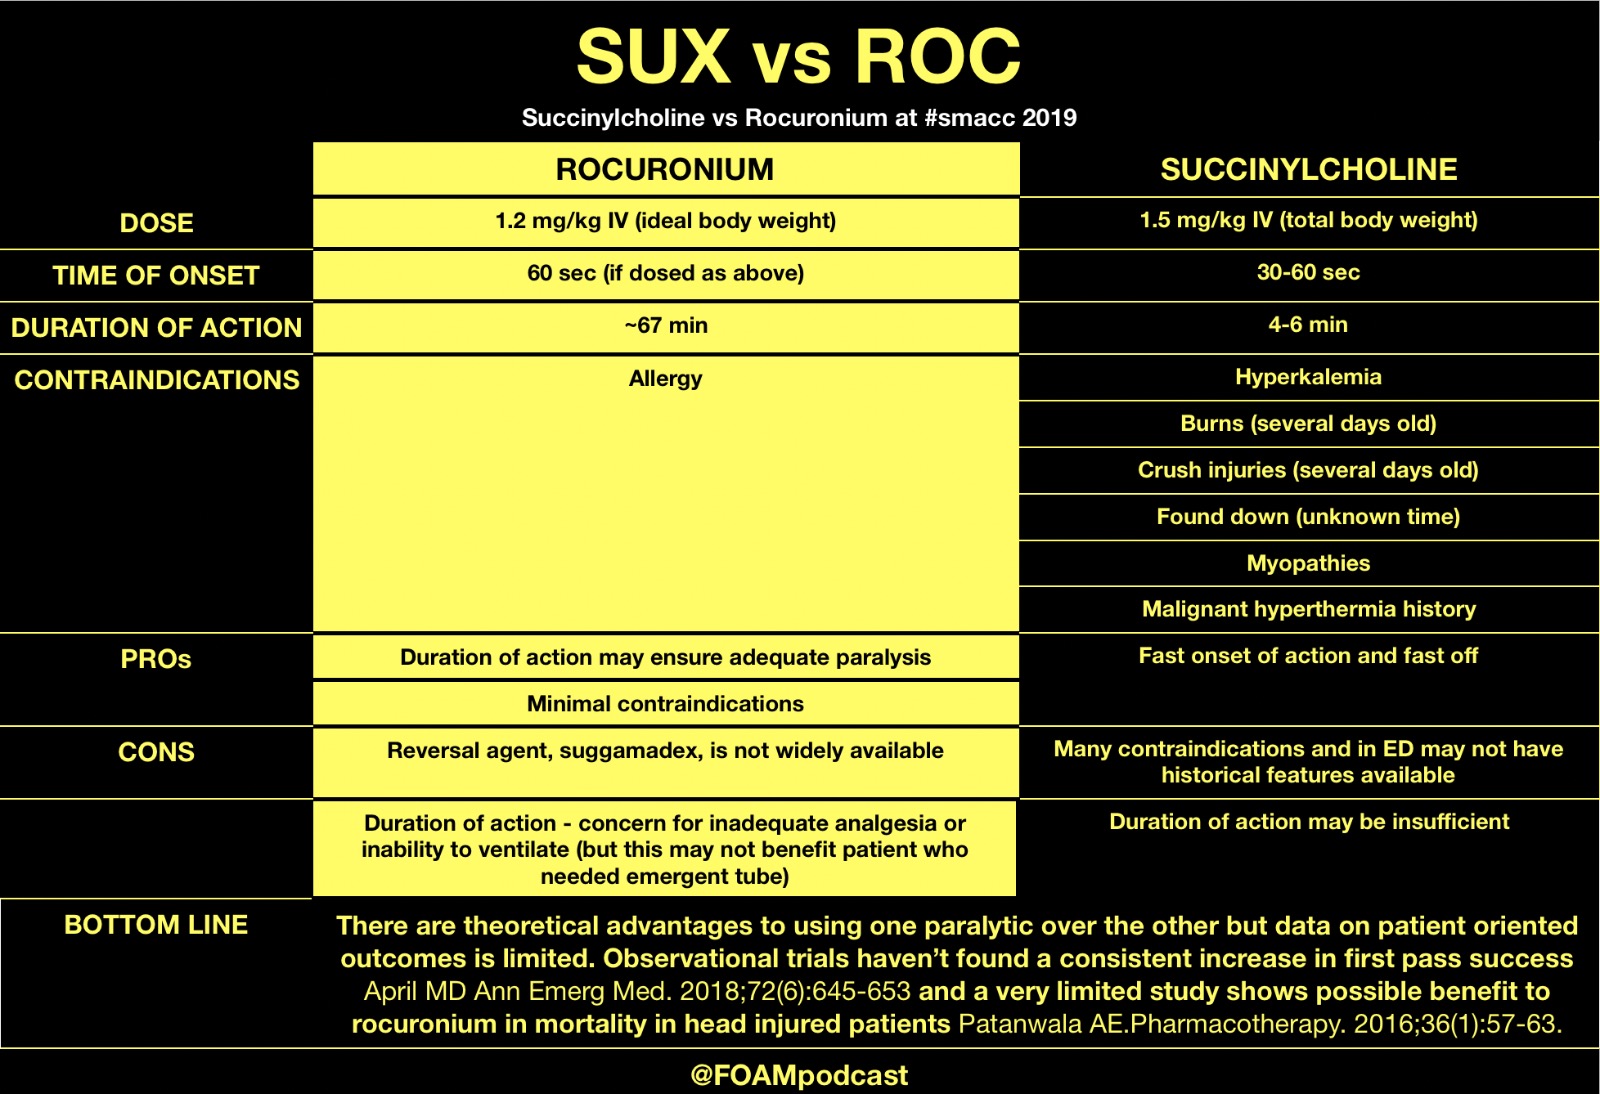 SUX vs ROC
Succinylcholine vs Rocuronium at #smacc 2019
ROCURONIUM
SUCCINYLCHOLINE
DOSE
1.2 mg/kg IV (ideal body weight)
1.5 mg/kg IV (total body weight)
TIME OF ONSET
60 sec (if dosed as above)
30-60 sec
DURATION OF ACTION
~67 min
4-6 min
CONTRAINDICATIONS
Allergy
Hyperkalemia
Burns (several days old)
Crush injuries (several days old)
Found down (unknown time)
Myopathies
Malignant hyperthermia history
PROs
Duration of action may ensure adequate paralysis
Fast onset of action and fast off
Minimal contraindications
CONS
Reversal agent, suggamadex, is not widely available
Many contraindications and in ED may not have
historical features available
Duration of action - concern for inadequate analgesia or
inability to ventilate (but this may not benefit patient who
needed emergent tube)
Duration of action may be insufficient
BOTTOM LINE
There are theoretical advantages to using one paralytic over the other but data on patient oriented
outcomes is limited. Observational trials haven’t found a consistent increase in first pass success
April MD Ann Emerg Med. 2018;72(6):645-653 and a very limited study shows possible benefit to
rocuronium in mortality in head injured patients Patanwala AE.Pharmacotherapy. 2016;36(1):57-63.
@FOAMpodcast